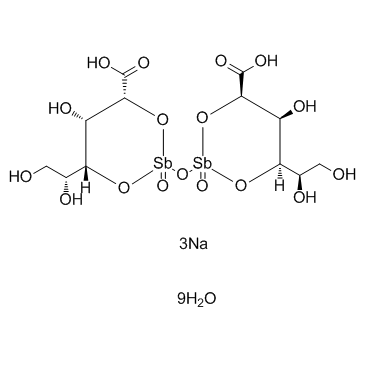 HO O O OH
HO O O OH
Sb Sb
HO H O O O O O H OH
OH OH
3Na
9H2O